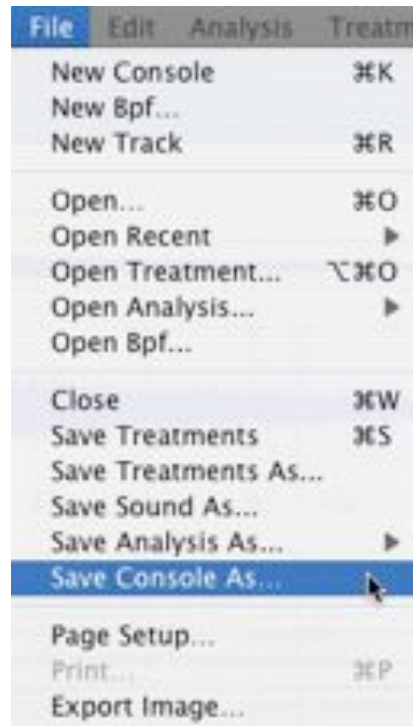 File Edit Analysis Treatm
New Console ⌘K
New Bpf...
New Track ⌘R
Open... ⌘O
Open Recent ▶
Open Treatment... ⌥⌘O
Open Analysis... ▶
Open Bpf...
Close ⌘W
Save Treatments ⌘S
Save Treatments As...
Save Sound As...
Save Analysis As... ▶
Save Console As...
Page Setup...
Print... ⌘P
Export Image...